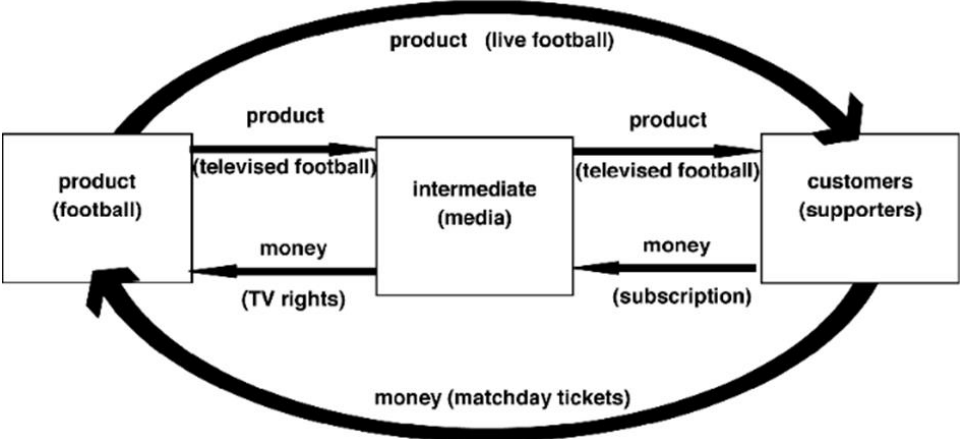 product (live football)
product
(televised football)
product
(televised football)
product
(football)
intermediate
(media)
customers
(supporters)
money
(TV rights)
money
(subscription)
money (matchday tickets)